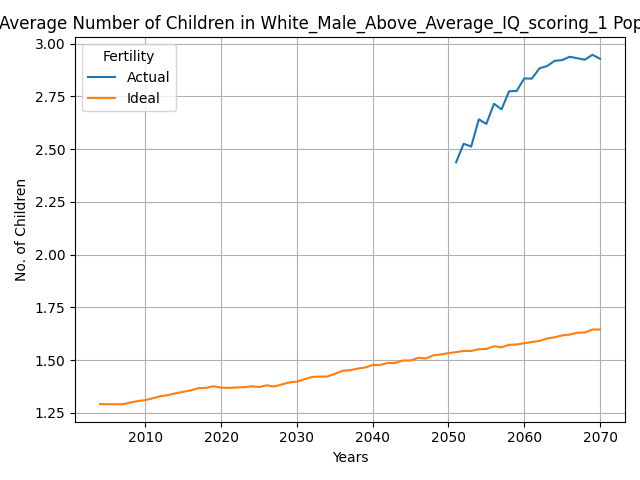 Average Number of Children in White_Male_Above_Average_IQ_scoring_1 Pop
Fertility
Actual
Ideal
3.00
2.75
2.50
2.25
2.00
1.75
1.50
1.25
No. of Children
2010 2020 2030 2040 2050 2060 2070
Years